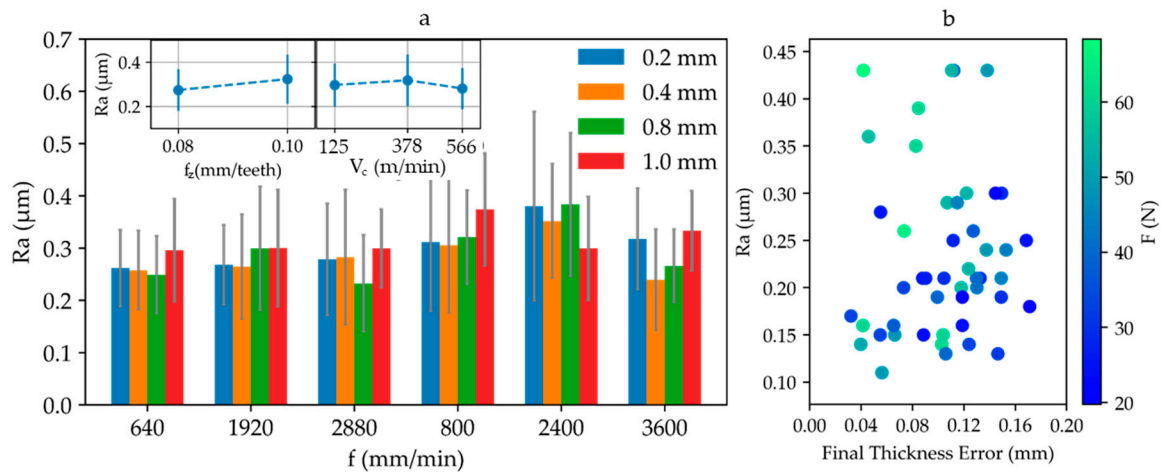 a
b
0.7
0.6
0.5
0.4
0.3
0.2
0.1
0.0
Ra (μm)
640
1920
2880
800
2400
3600
f (mm/min)
0.4
0.2
Ra (μm)
0.08
0.10
fz(mm/teeth)
125
378
566
Vc (m/min)
0.2 mm
0.4 mm
0.8 mm
1.0 mm
0.45
0.40
0.35
0.30
0.25
0.20
0.15
0.10
Ra (μm)
0.00
0.04
0.08
0.12
0.16
0.20
Final Thickness Error (mm)
60
50
40
30
20
F (N)